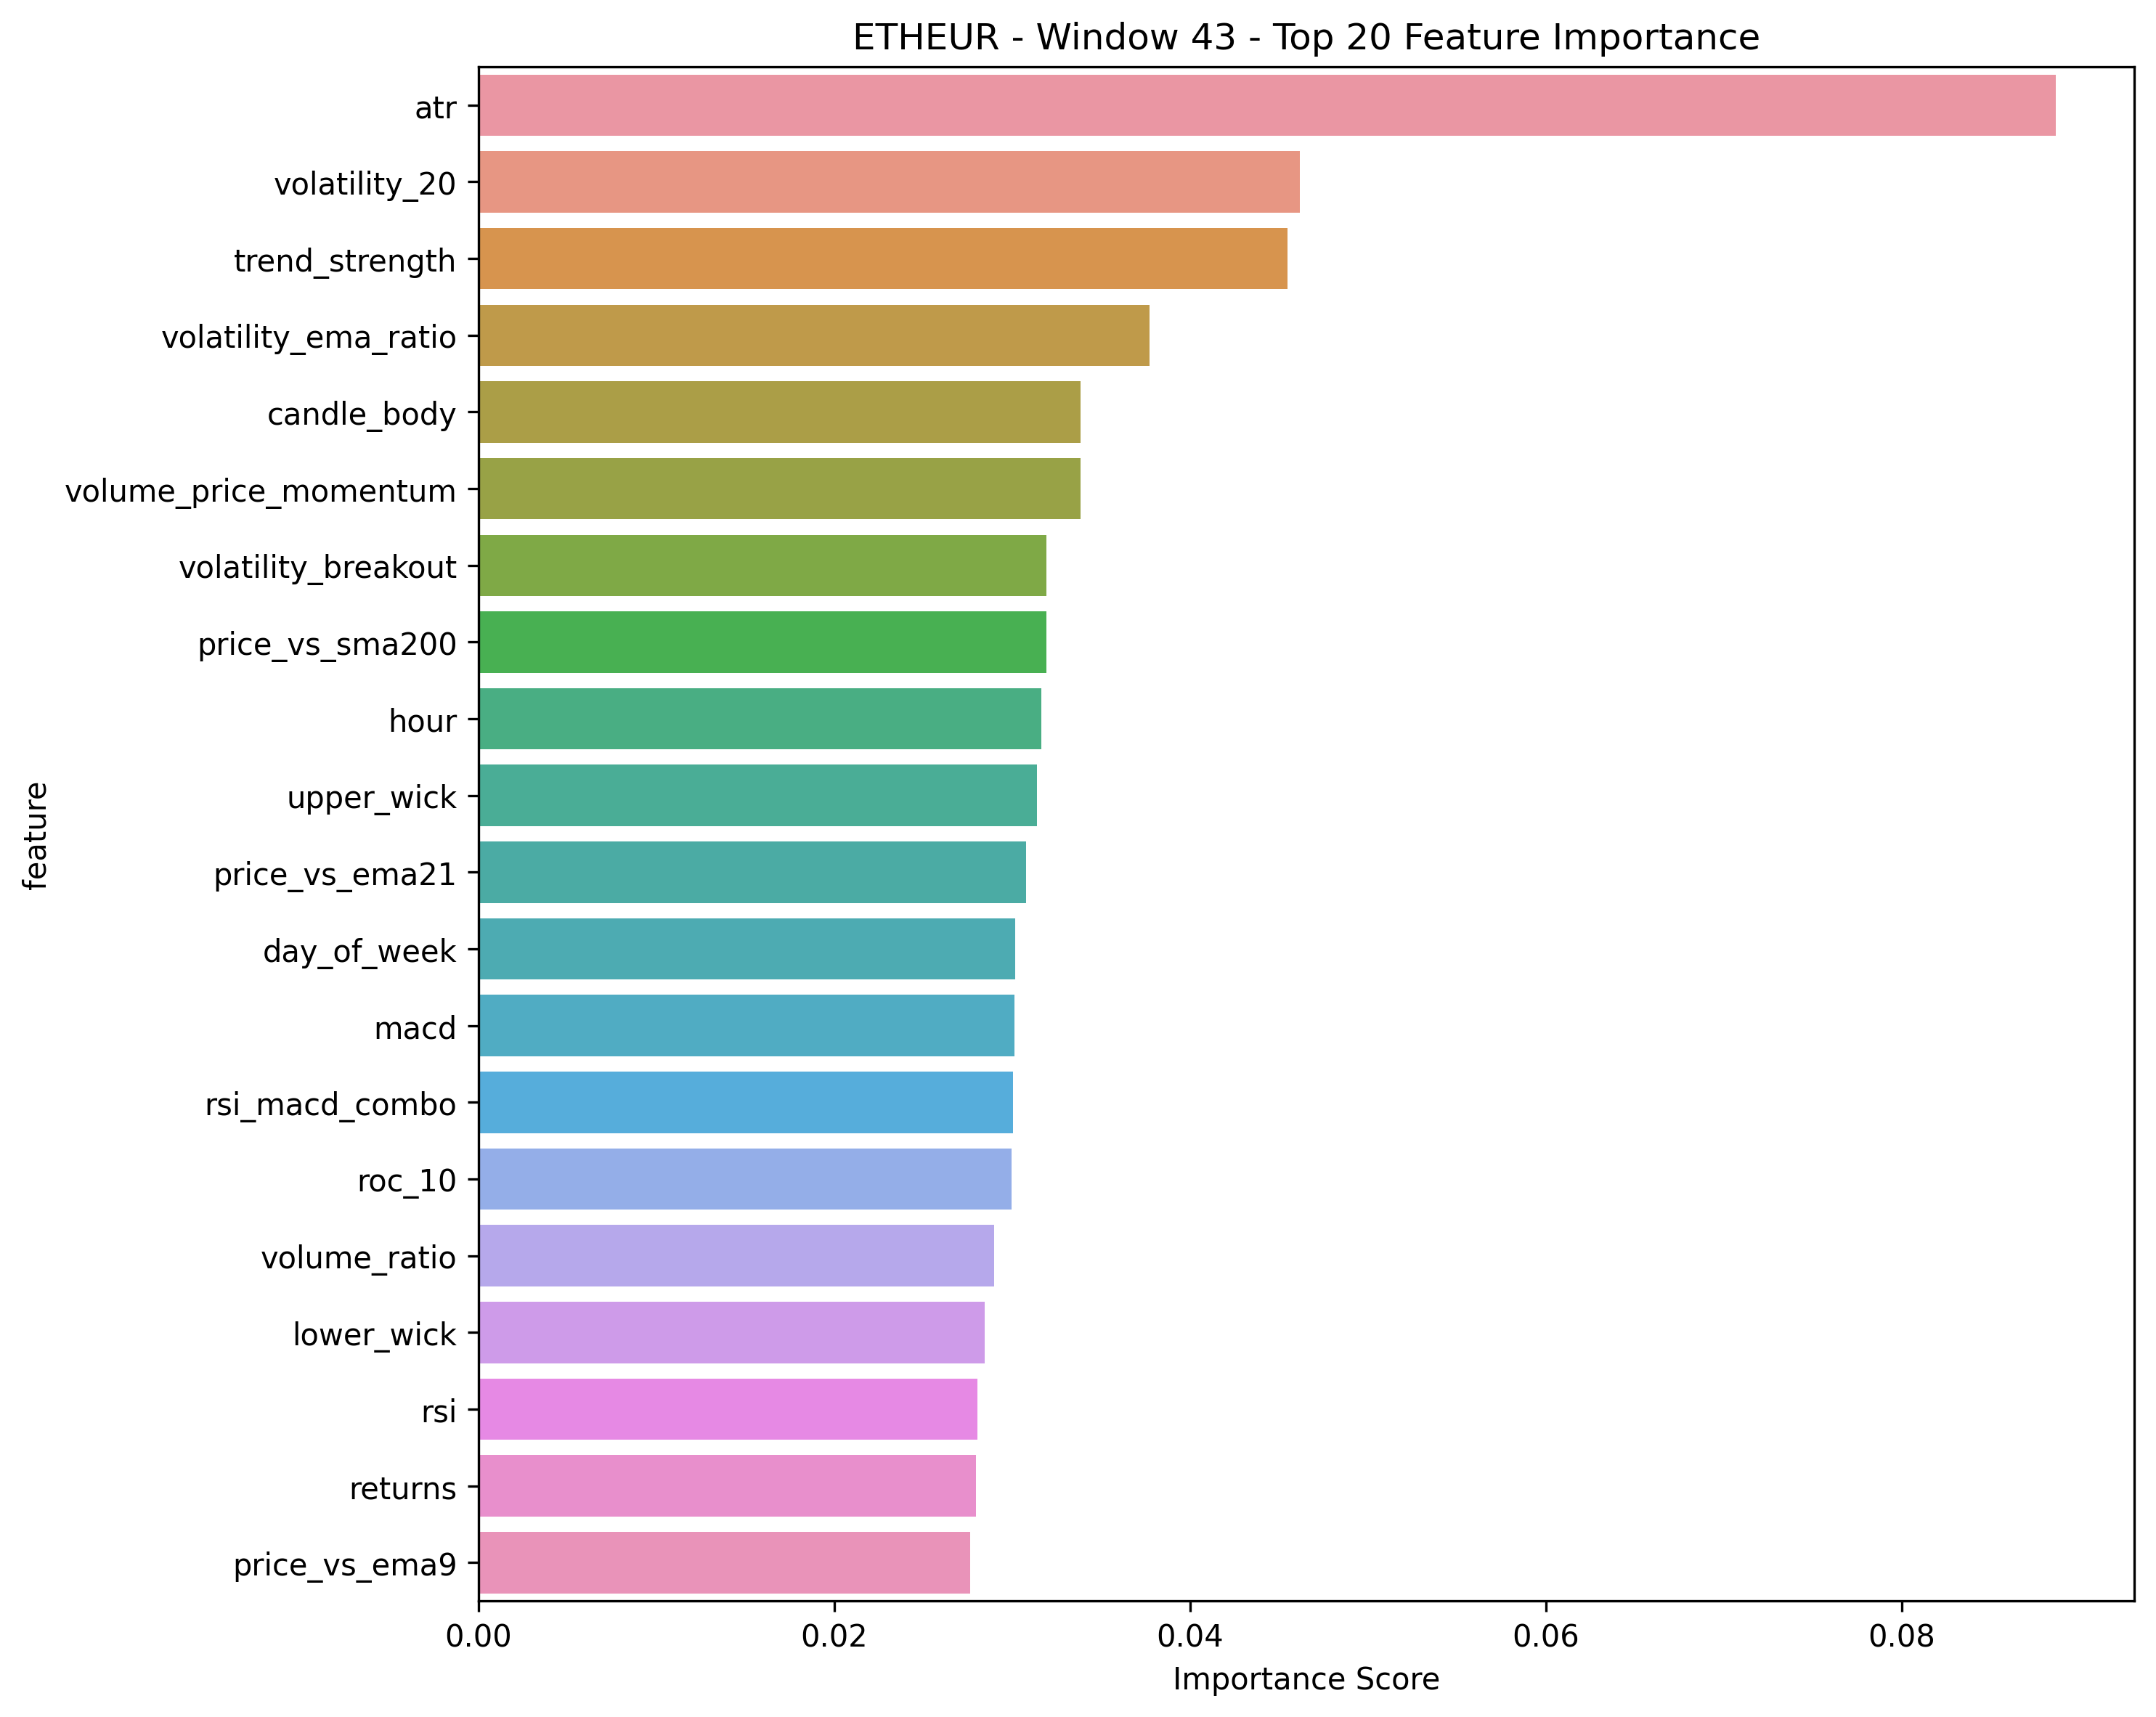 ETHEUR - Window 43 - Top 20 Feature Importance
atr
volatility_20
trend_strength
volatility_ema_ratio
candle_body
volume_price_momentum
volatility_breakout
price_vs_sma200
hour
upper_wick
price_vs_ema21
day_of_week
macd
rsi_macd_combo
roc_10
volume_ratio
lower_wick
rsi
returns
price_vs_ema9
feature
0.00 0.02 0.04 0.06 0.08
Importance Score